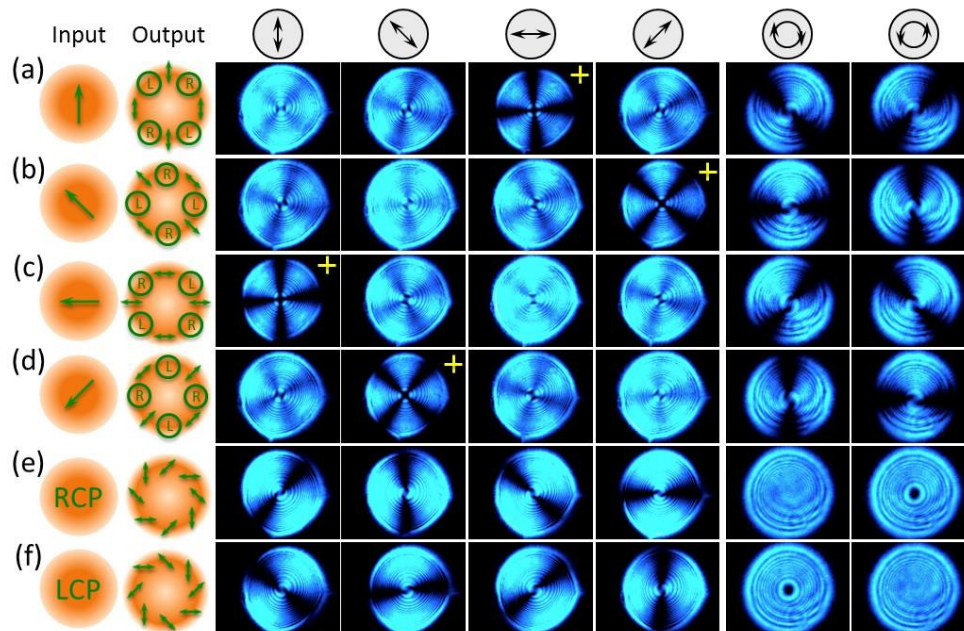 Input Output
(a)
L R
R L
+
(b)
R
L L
R
+
(c)
R L
L R
+
(d)
L
R R
L
+
(e)
RCP
(f)
LCP